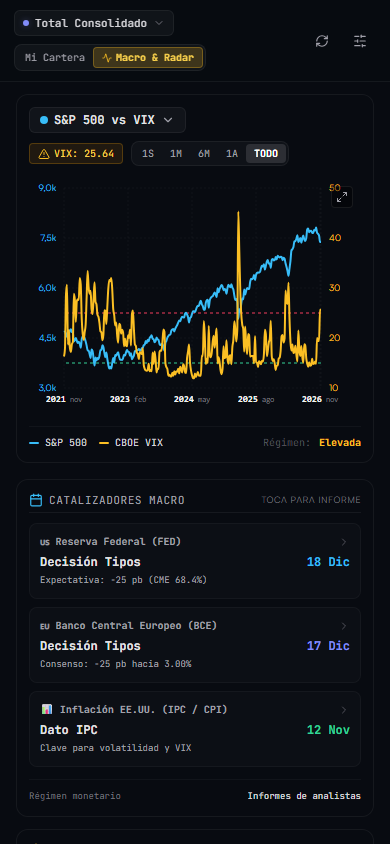 Total Consolidado
Mi Cartera
Macro & Radar
S&P 500 vs VIX
VIX: 25.64
1S 1M 6M 1A TODO
9,0k 50
7,5k 40
6,0k 30
4,5k 20
3,0k 10
2021 nov 2023 feb 2024 may 2025 ago 2026 nov
S&P 500 CBOE VIX Régimen: Elevada
CATALIZADORES MACRO TOCA PARA INFORME
US Reserva Federal (FED)
Decisión Tipos 18 Dic
Expectativa: -25 pb (CME 68.4%)
EU Banco Central Europeo (BCE)
Decisión Tipos 17 Dic
Consenso: -25 pb hacia 3.00%
Inflación EE.UU. (IPC / CPI)
Dato IPC 12 Nov
Clave para volatilidad y VIX
Régimen monetario Informes de analistas